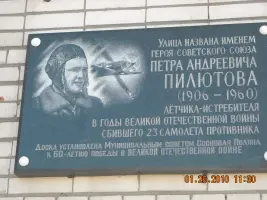 Улица названа именем
Героя Советского Союза
Петра Андреевича
Пилютова
(1906 – 1960)
лётчика-истребителя
в годы Великой Отечественной войны
сбившего 23 самолета противника
Доска установлена Муниципальным советом Сосновая Поляна
к 60-летию победы в Великой Отечественной войне
01.26.2010 11:30